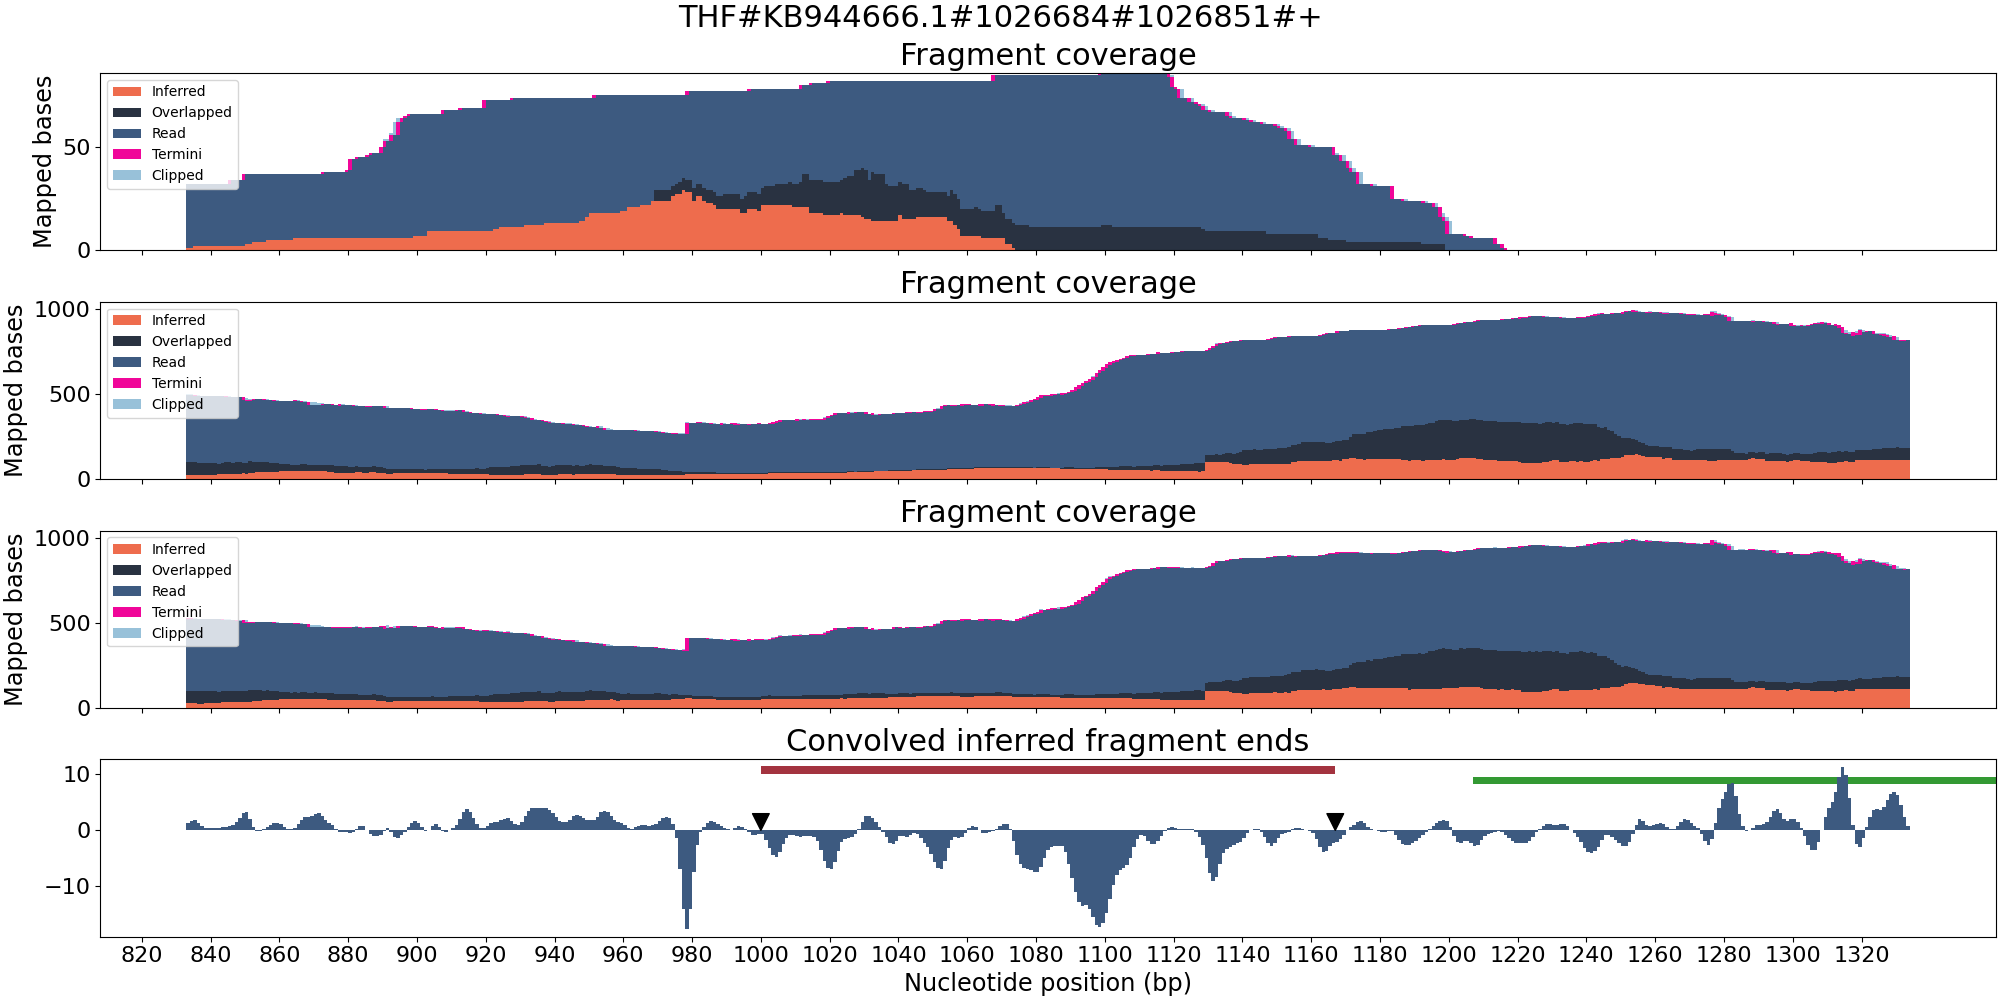 THF#KB944666.1#1026684#1026851#+
Fragment coverage
Mapped bases
50
0
Inferred
Overlapped
Read
Termini
Clipped
Fragment coverage
Mapped bases
1000
500
0
Inferred
Overlapped
Read
Termini
Clipped
Fragment coverage
Mapped bases
1000
500
0
Inferred
Overlapped
Read
Termini
Clipped
Convolved inferred fragment ends
10
0
−10
820 840 860 880 900 920 940 960 980 1000 1020 1040 1060 1080 1100 1120 1140 1160 1180 1200 1220 1240 1260 1280 1300 1320
Nucleotide position (bp)